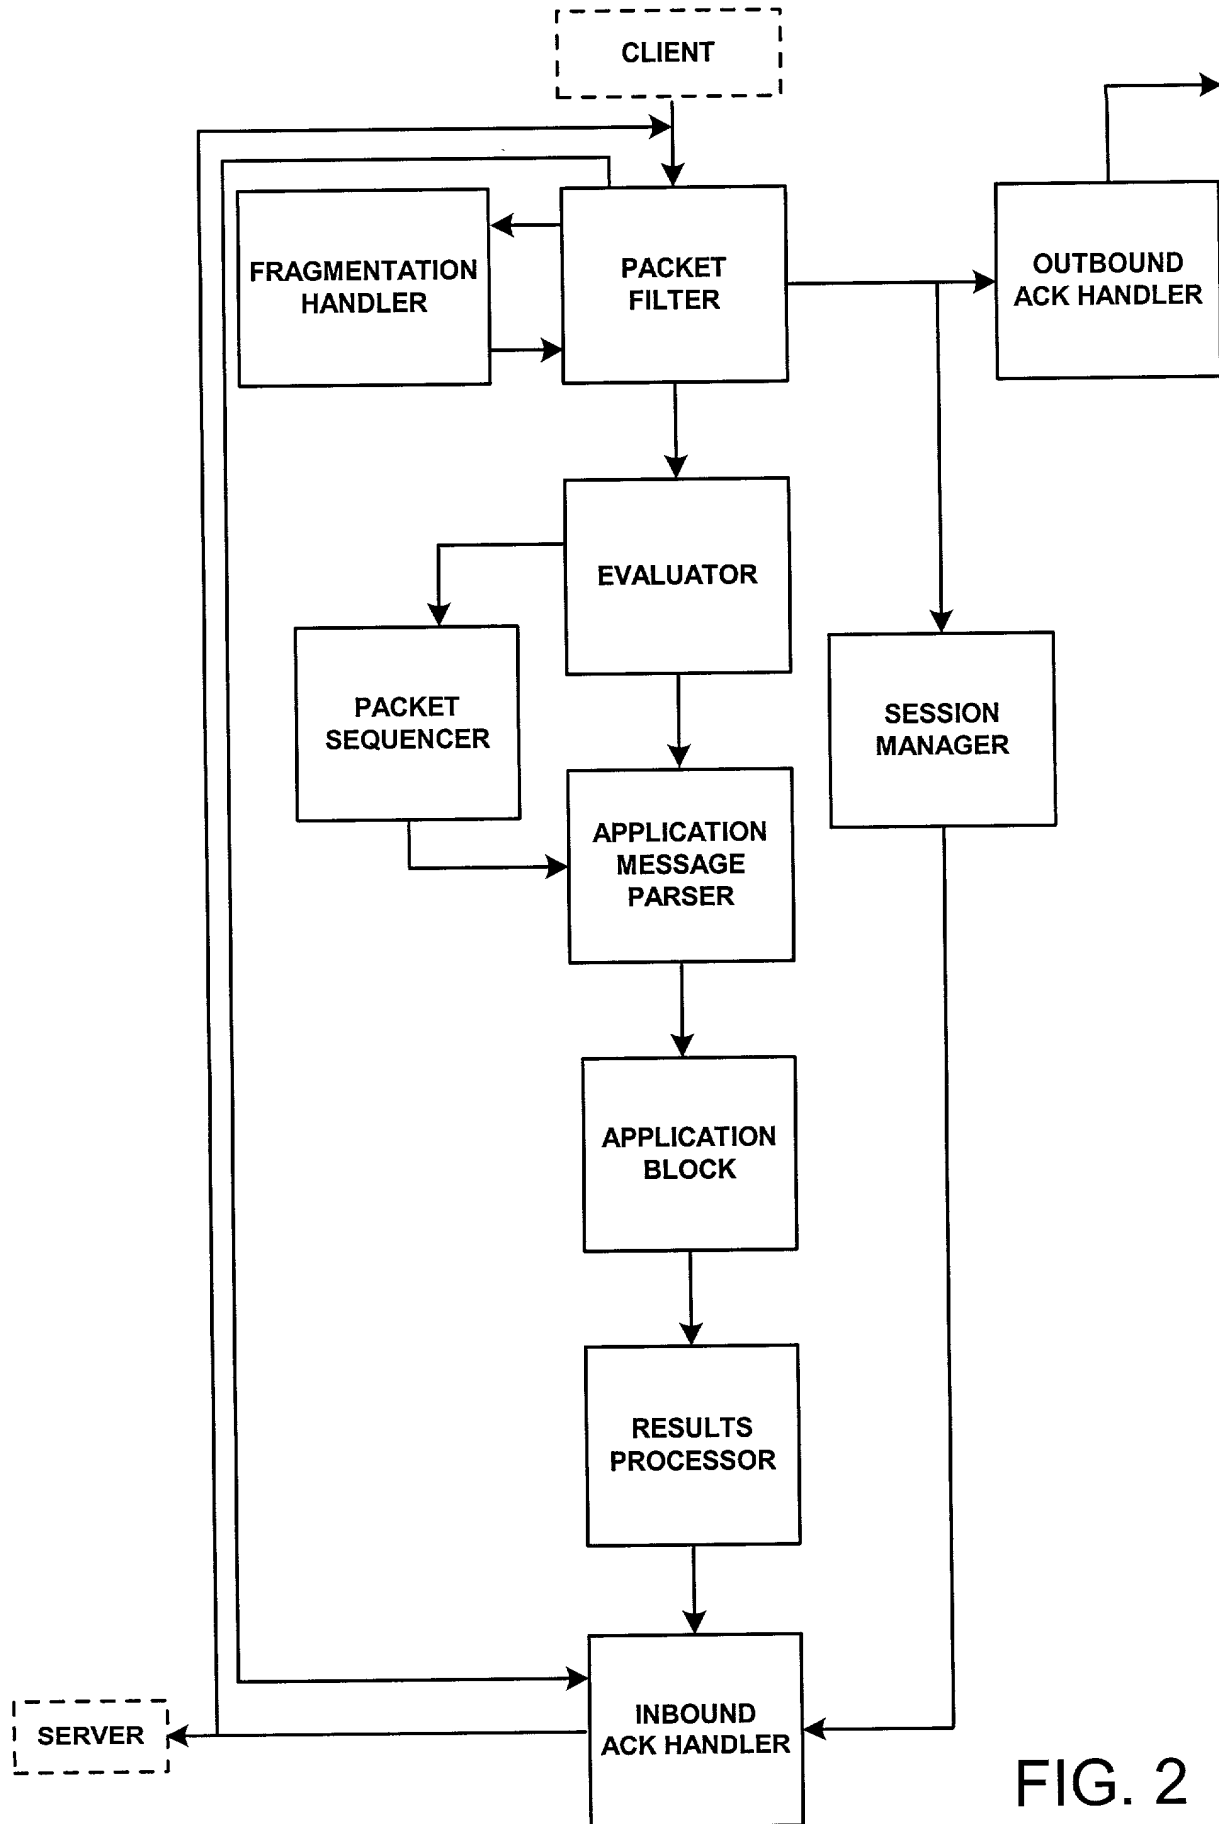 CLIENT
FRAGMENTATION
HANDLER
PACKET
FILTER
OUTBOUND
ACK HANDLER
EVALUATOR
PACKET
SEQUENCER
SESSION
MANAGER
APPLICATION
MESSAGE
PARSER
APPLICATION
BLOCK
RESULTS
PROCESSOR
INBOUND
ACK HANDLER
SERVER
FIG. 2